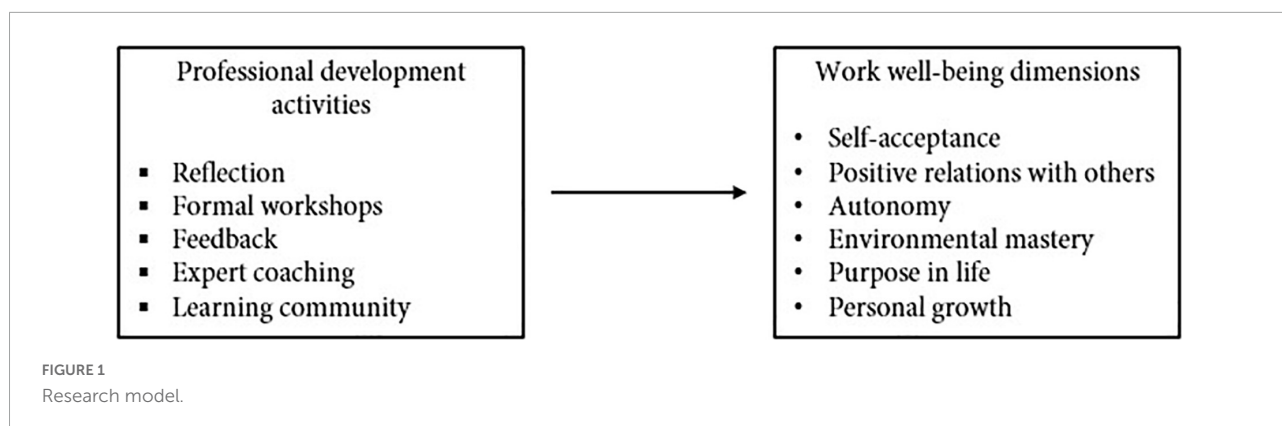 Professional development
activities
▪ Reflection
▪ Formal workshops
▪ Feedback
▪ Expert coaching
▪ Learning community
Work well-being dimensions
• Self-acceptance
• Positive relations with others
• Autonomy
• Environmental mastery
• Purpose in life
• Personal growth
FIGURE 1
Research model.